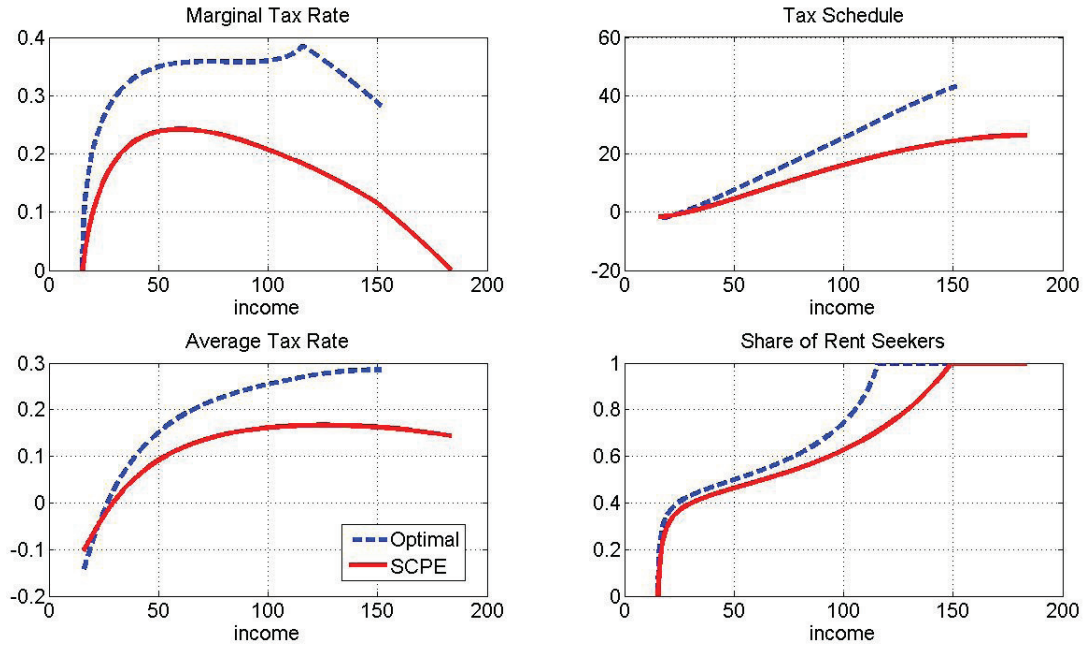 Marginal Tax Rate
0.4
0.3
0.2
0.1
0
0 50 100 150 200
income
Tax Schedule
60
40
20
0
-20
0 50 100 150 200
income
Average Tax Rate
0.3
0.2
0.1
0
-0.1
-0.2
Optimal
SCPE
0 50 100 150 200
income
Share of Rent Seekers
1
0.8
0.6
0.4
0.2
0
0 50 100 150 200
income